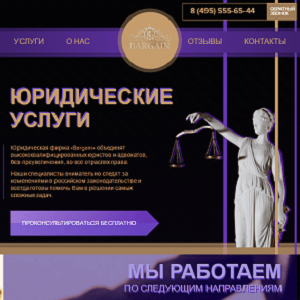 8 (495) 555-65-44
ОБРАТНЫЙ
ЗВОНОК
УСЛУГИ
О НАС
BARGAIN
ОТЗЫВЫ
КОНТАКТЫ
ЮРИДИЧЕСКИЕ
УСЛУГИ
Юридическая фирма «Bargain» объединят
высококвалифицированных юристов и адвокатов,
без преувеличения, во всех отраслях права.
Наши специалисты внимательно следят за
изменениями в российском законодательстве и
всегда готовы помочь Вам в решении самых
сложных задач.
ПРОКОНСУЛЬТИРОВАТЬСЯ БЕСПЛАТНО
МЫ РАБОТАЕМ
ПО СЛЕДУЮЩИМ НАПРАВЛЕНИЯМ